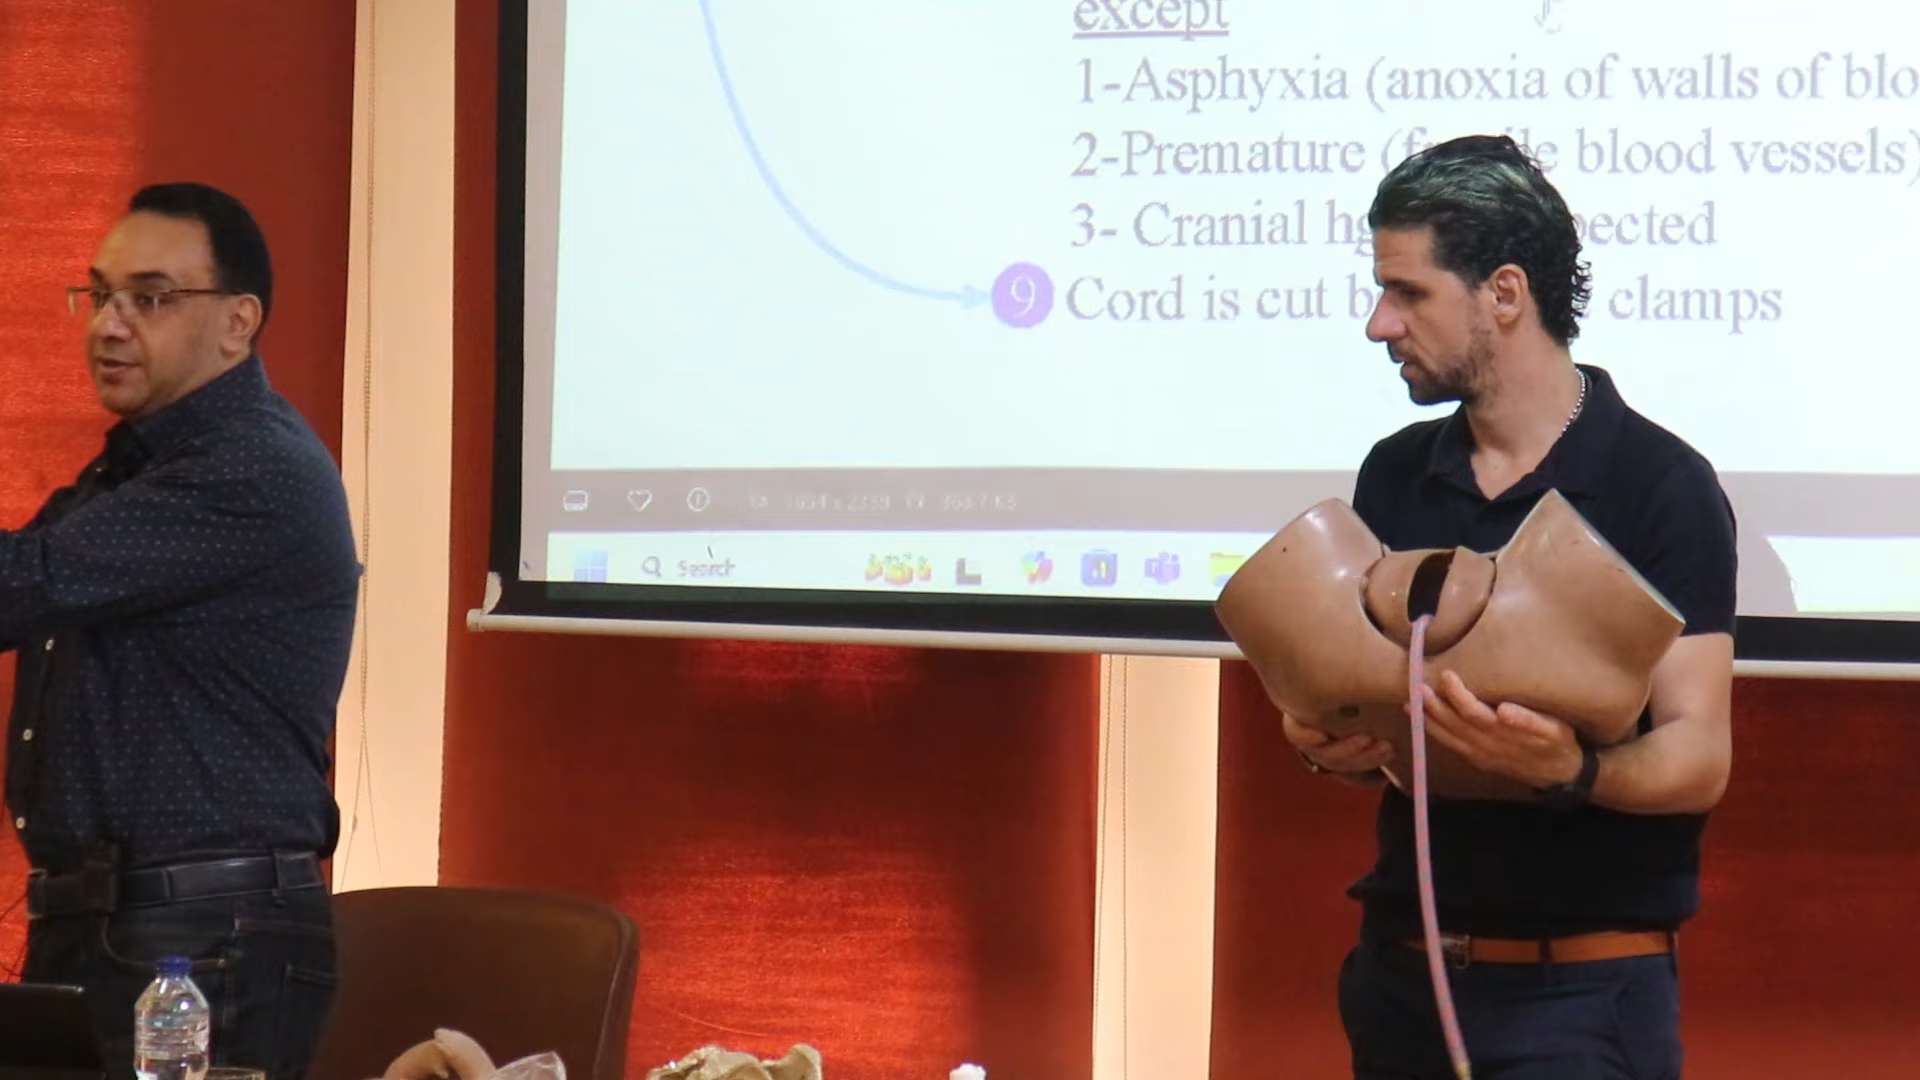 except
1-Asphyxia (anoxia of walls of blo
2-Premature (f le blood vessels)
3- Cranial hg pected
9 Cord is cut b clamps
Search